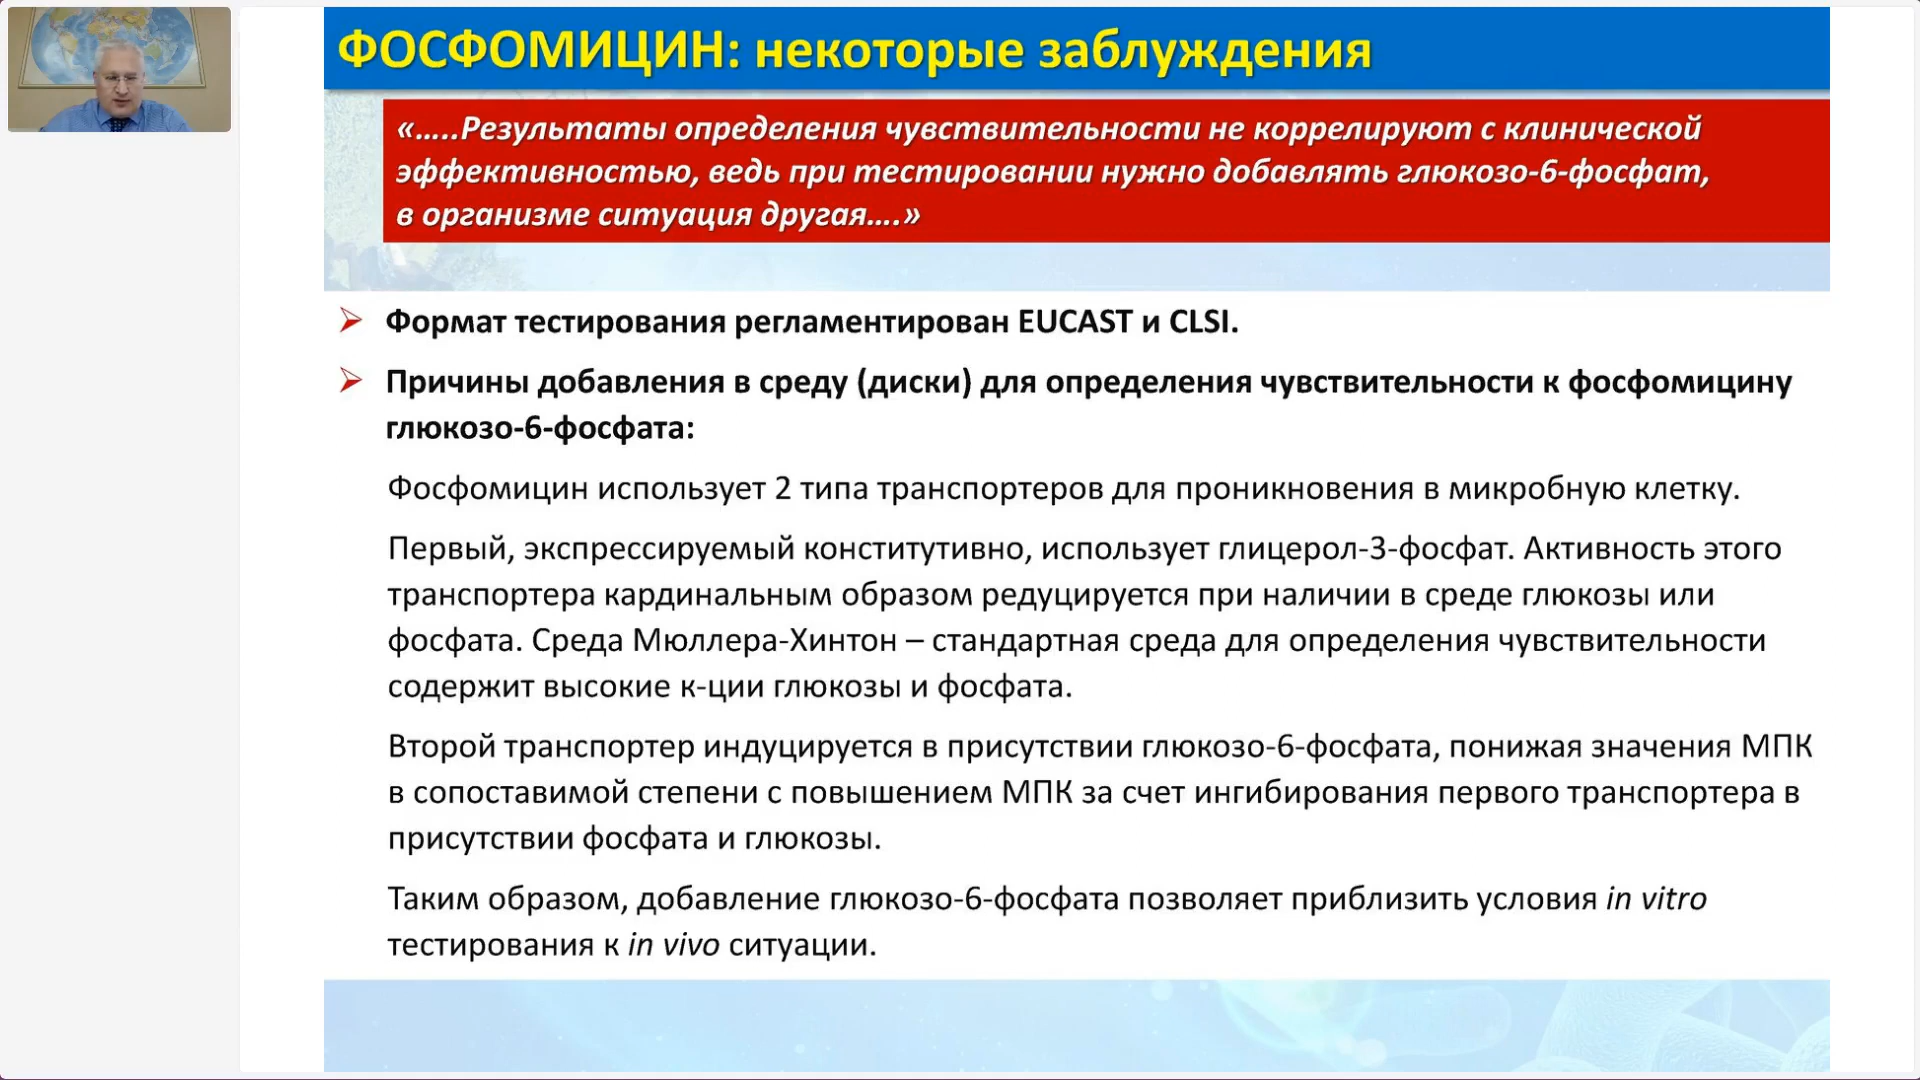 ФОСФОМИЦИН: некоторые заблуждения
«…..Результаты определения чувствительности не коррелируют с клинической
эффективностью, ведь при тестировании нужно добавлять глюкозо-6-фосфат,
в организме ситуация другая….»
Формат тестирования регламентирован EUCAST и CLSI.
Причины добавления в среду (диски) для определения чувствительности к фосфомицину
глюкозо-6-фосфата:
Фосфомицин использует 2 типа транспортеров для проникновения в микробную клетку.
Первый, экспрессируемый конститутивно, использует глицерол-3-фосфат. Активность этого
транспортера кардинальным образом редуцируется при наличии в среде глюкозы или
фосфата. Среда Мюллера-Хинтон – стандартная среда для определения чувствительности
содержит высокие к-ции глюкозы и фосфата.
Второй транспортер индуцируется в присутствии глюкозо-6-фосфата, понижая значения МПК
в сопоставимой степени с повышением МПК за счет ингибирования первого транспортера в
присутствии фосфата и глюкозы.
Таким образом, добавление глюкозо-6-фосфата позволяет приблизить условия in vitro
тестирования к in vivo ситуации.